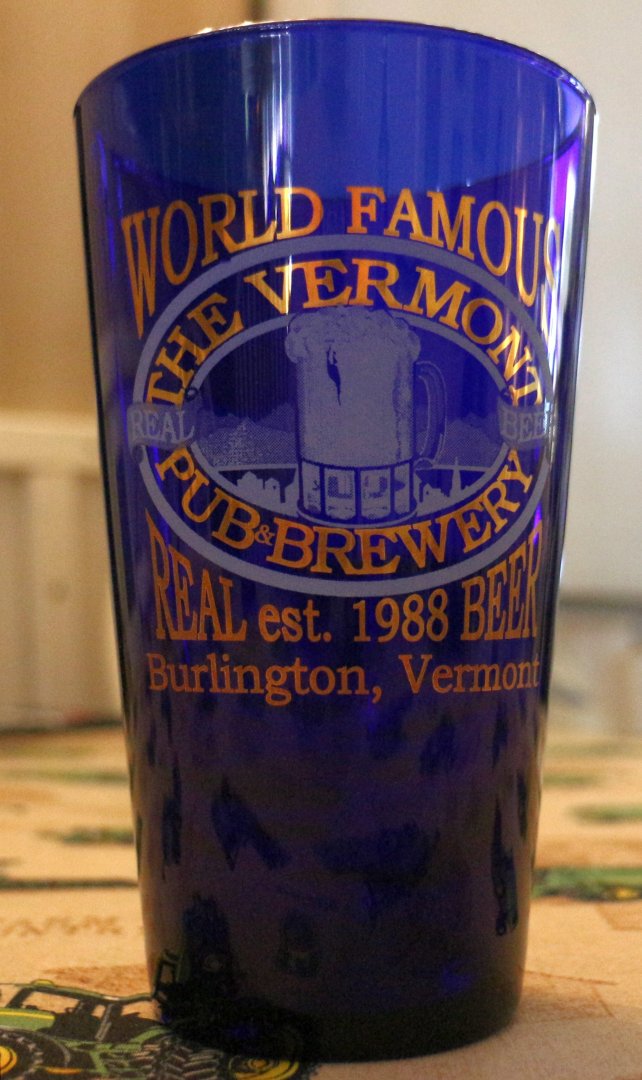 WORLD FAMOUS
THE VERMONT
REAL BEER
PUB & BREWERY
REAL est. 1988 BEER
Burlington, Vermont